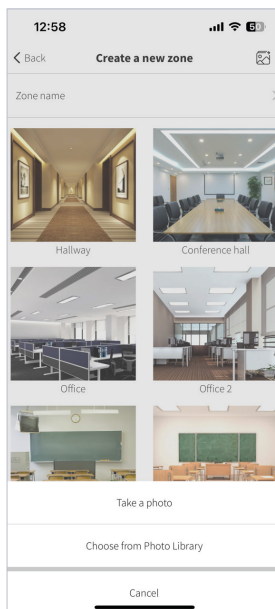 12:58
60
Back
Create a new zone
Zone name
Hallway
Conference hall
Office
Office 2
Take a photo
Choose from Photo Library
Cancel